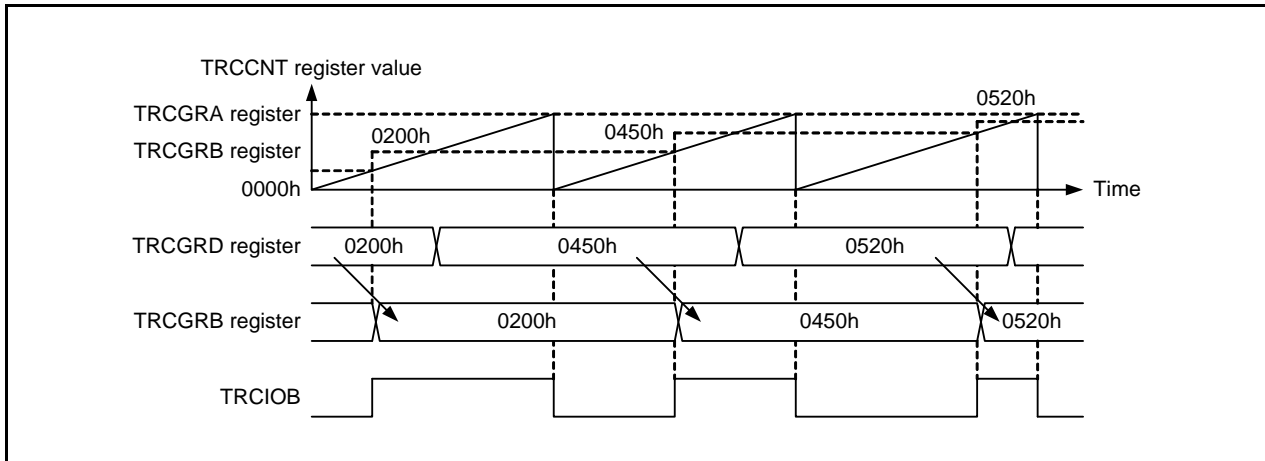 TRCCNT register value
TRCGRA register
0520h
0200h
0450h
TRCGRB register
0000h
Time
TRCGRD register
0200h
0450h
0520h
TRCGRB register
0200h
0450h
0520h
TRCIOB